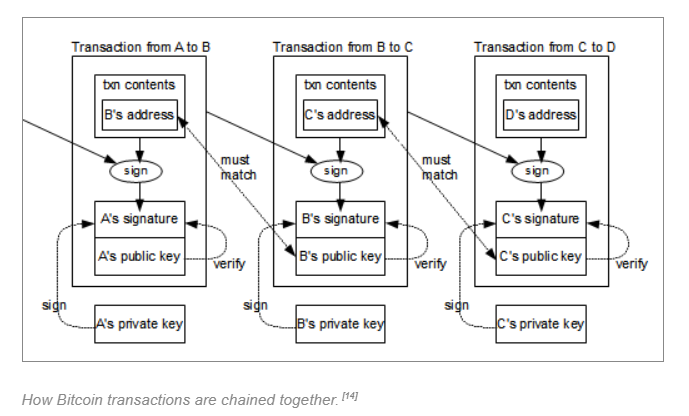 Transaction from A to B
Transaction from B to C
Transaction from C to D
txn contents
txn contents
txn contents
B's address
C's address
D's address
sign
must
match
sign
must
match
sign
A's signature
B's signature
C's signature
A's public key
verify
B's public key
verify
C's public key
verify
sign
sign
sign
A's private key
B's private key
C's private key
How Bitcoin transactions are chained together. [14]